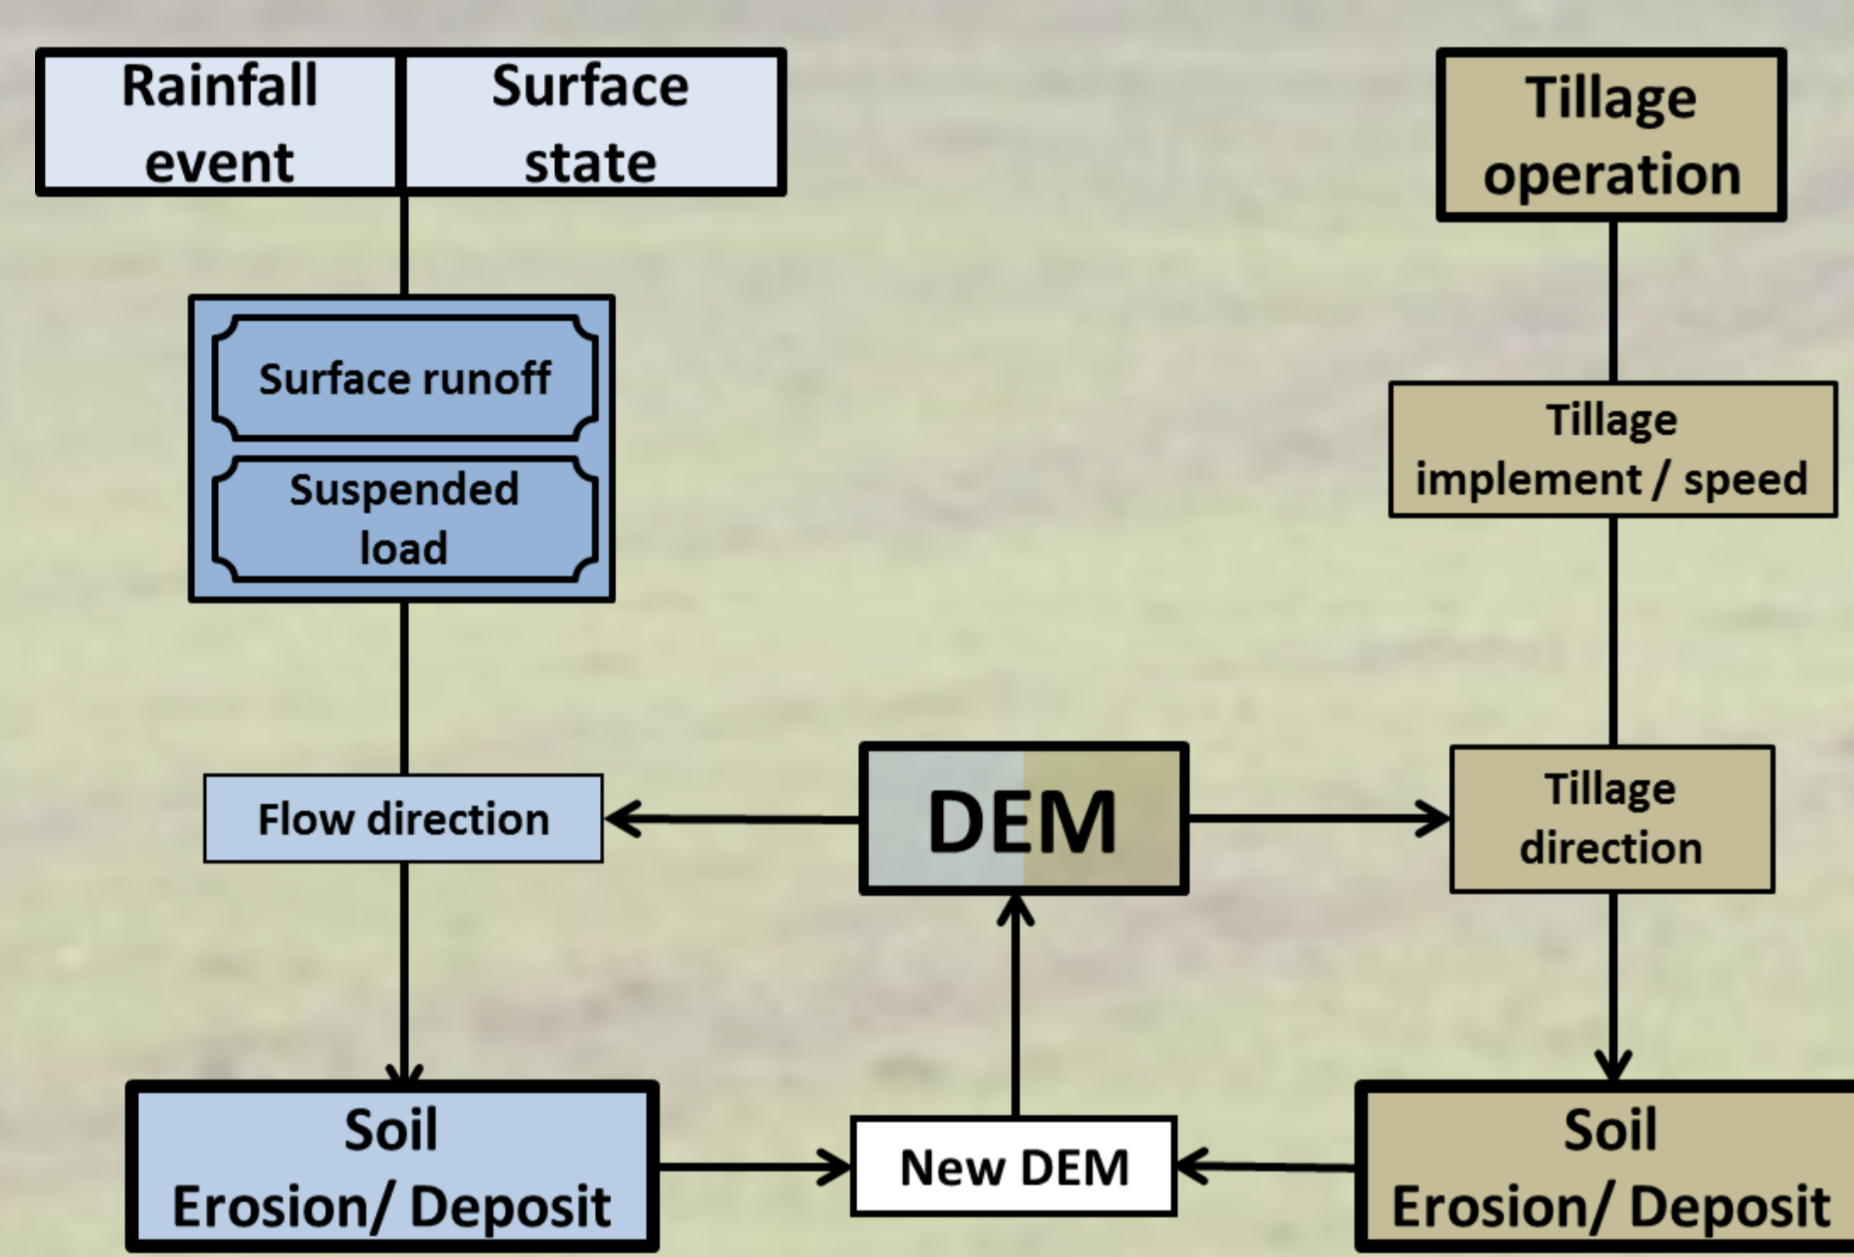 Rainfall
event
Surface
state
Tillage
operation
Surface runoff
Suspended
load
Tillage
implement / speed
Flow direction
DEM
Tillage
direction
Soil
Erosion/ Deposit
New DEM
Soil
Erosion/ Deposit